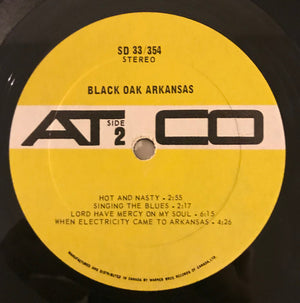 SD 33/354
STEREO
BLACK OAK ARKANSAS
ATCO
SIDE
2
HOT AND NASTY • 2:55
SINGING THE BLUES • 2:17
LORD HAVE MERCY ON MY SOUL • 6:15
WHEN ELECTRICITY CAME TO ARKANSAS • 4:26
MANUFACTURED AND DISTRIBUTED IN CANADA BY WARNER BROS RECORDS OF CANADA, LTD.